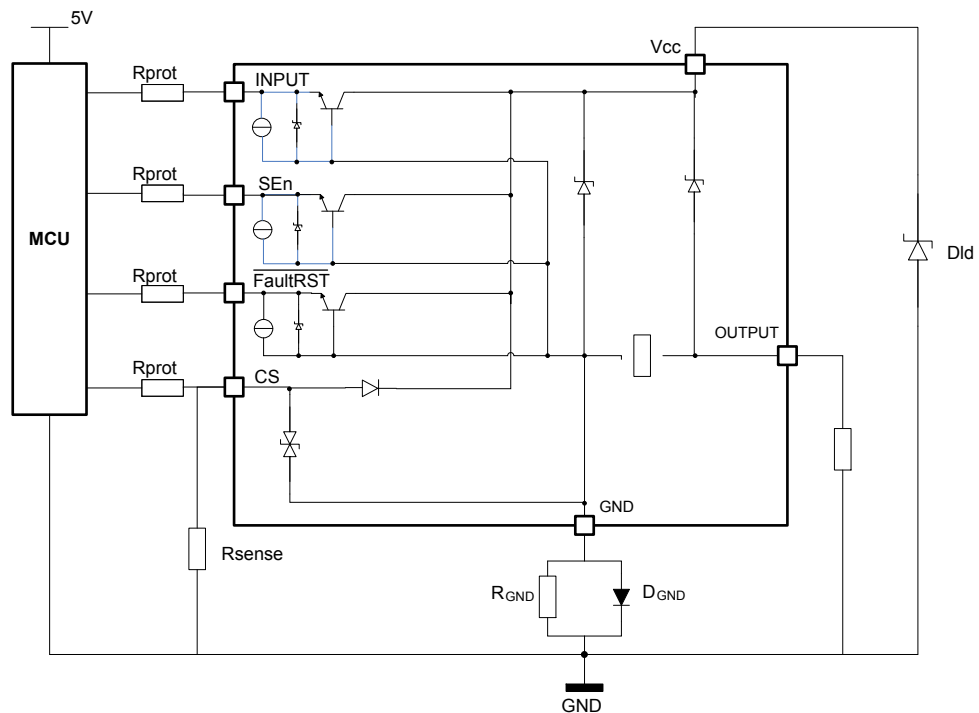 5V
Vcc
Rprot
INPUT
Rprot
SEn
MCU
Dld
Rprot
FaultRST
OUTPUT
Rprot
CS
GND
Rsense
RGND
DGND
GND